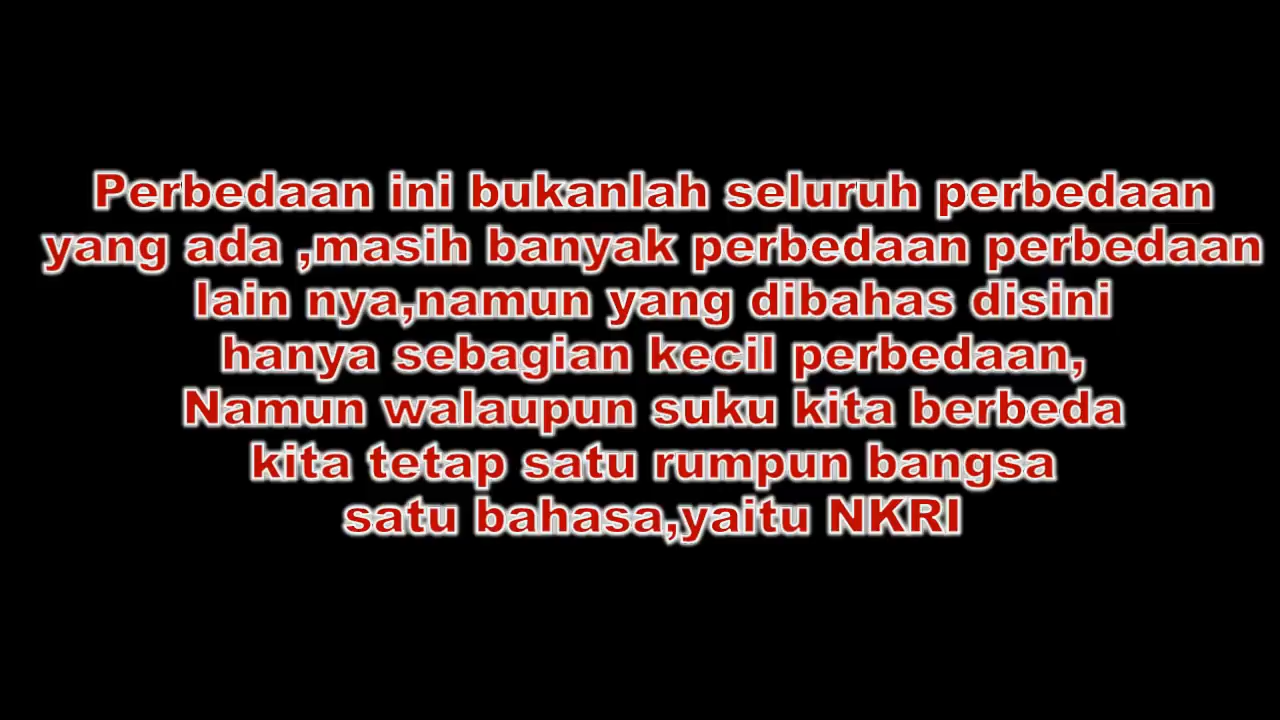 Perbedaan ini bukanlah seluruh perbedaan
yang ada ,masih banyak perbedaan perbedaan
lain nya,namun yang dibahas disini
hanya sebagian kecil perbedaan,
Namun walaupun suku kita berbeda
kita tetap satu rumpun bangsa
satu bahasa,yaitu NKRI